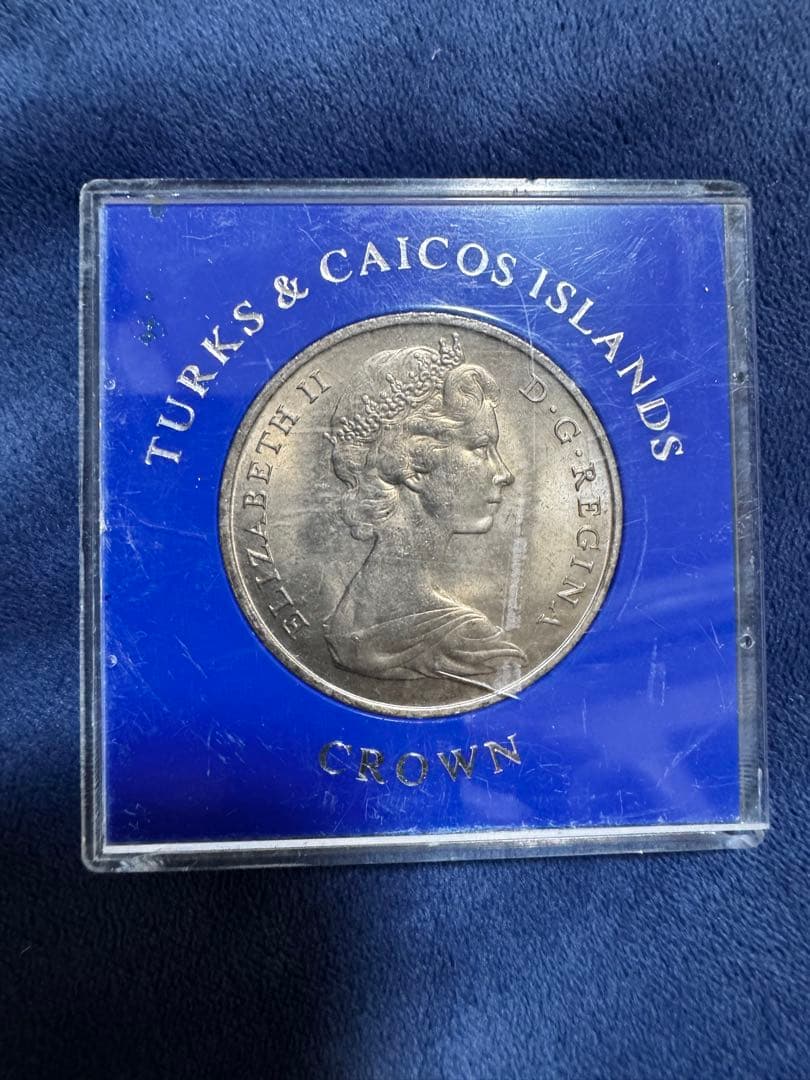 TURKS & CAICOS ISLANDS
ELIZABETH II D·G·REGINA
CROWN